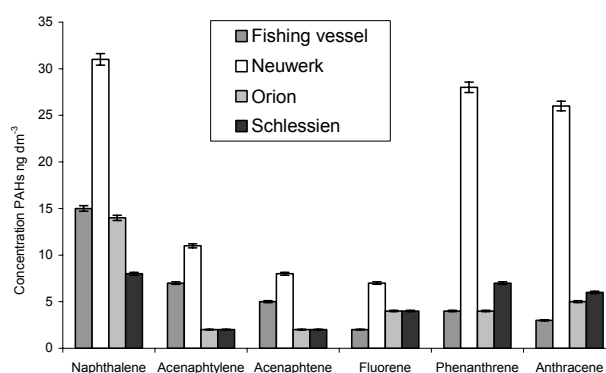 35
30
25
20
15
10
5
0
Concentration PAHs ng dm-3
Fishing vessel
Neuwerk
Orion
Schlessien
Naphthalene Acenaphtylene Acenaphtene Fluorene Phenanthrene Anthracene